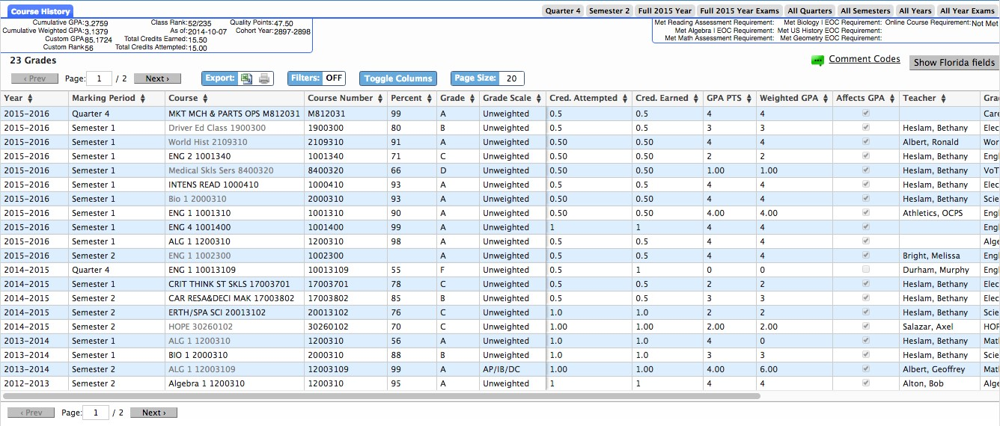 Course History Quarter 4 Semester 2 Full 2015 Year Full 2015 Year Exams All Quarters All Semesters All Years All Year Exams
Cumulative GPA: 3.2759 Class Rank: 52/235 Quality Points: 47.50 Met Reading Assessment Requirement: Met Biology I EOC Requirement: Online Course Requirement: Not Met
Cumulative Weighted GPA: 3.1379 As of: 2014-10-07 Cohort Year: 2897-2898 Met Algebra I EOC Requirement: Met US History EOC Requirement:
Custom GPA 85.1724 Total Credits Earned: 15.50 Met Math Assessment Requirement: Met Geometry EOC Requirement:
Custom Rank 56 Total Credits Attempted: 15.00
23 Grades Comment Codes Show Florida fields
‹ Prev Page: 1 / 2 Next › Export: Filters: OFF Toggle Columns Page Size: 20
Year Marking Period Course Course Number Percent Grade Grade Scale Cred. Attempted Cred. Earned GPA PTS Weighted GPA Affects GPA Teacher Grad
2015-2016 Quarter 4 MKT MCH & PARTS OPS M812031 M812031 99 A Unweighted 0.5 0.5 4 4 Care
2015-2016 Semester 1 Driver Ed Class 1900300 1900300 80 B Unweighted 0.5 0.5 3 3 Heslam, Bethany Elec
2015-2016 Semester 1 World Hist 2109310 2109310 91 A Unweighted 0.50 0.50 4 4 Albert, Ronald Wor
2015-2016 Semester 1 ENG 2 1001340 1001340 71 C Unweighted 0.50 0.50 2 2 Heslam, Bethany Engl
2015-2016 Semester 1 Medical Skls Sers 8400320 8400320 66 D Unweighted 0.50 0.50 1.00 1.00 Heslam, Bethany VoT
2015-2016 Semester 1 INTENS READ 1000410 1000410 93 A Unweighted 0.5 0.5 4 4 Heslam, Bethany Elec
2015-2016 Semester 1 Bio 1 2000310 2000310 93 A Unweighted 0.50 0.50 4 4 Heslam, Bethany Scie
2015-2016 Semester 1 ENG 1 1001310 1001310 90 A Unweighted 0.50 0.50 4.00 4.00 Athletics, OCPS Engl
2015-2016 Semester 1 ENG 4 1001400 1001400 99 A Unweighted 1 1 4 4 Engl
2015-2016 Semester 1 ALG 1 1200310 1200310 98 A Unweighted 0.5 0.5 4 4 Alge
2015-2016 Semester 2 ENG 1 1002300 1002300 A Unweighted 0.5 0.5 4 4 Bright, Melissa Engl
2014-2015 Quarter 4 ENG 1 10013109 10013109 55 F Unweighted 0.5 1 0 0 Durham, Murphy Engl
2014-2015 Semester 1 CRIT THINK ST SKLS 17003701 17003701 78 C Unweighted 0.5 0.5 2 2 Heslam, Bethany Elec
2014-2015 Semester 2 CAR RESA&DECI MAK 17003802 17003802 85 B Unweighted 0.5 0.5 3 3 Heslam, Bethany Elec
2014-2015 Semester 2 ERTH/SPA SCI 20013102 20013102 76 C Unweighted 1.0 1.0 2 2 Heslam, Bethany Scie
2014-2015 Semester 2 HOPE 30260102 30260102 70 C Unweighted 1.00 1.00 2.00 2.00 Salazar, Axel HOP
2013-2014 Semester 1 ALG 1 1200310 1200310 56 A Unweighted 1.0 1.0 4 0 Heslam, Bethany Mat
2013-2014 Semester 1 BIO 1 2000310 2000310 88 B Unweighted 1.0 1.0 3 3 Heslam, Bethany Scie
2013-2014 Semester 2 ALG 1 12003109 12003109 99 A AP/IB/DC 1.00 1.00 4.00 6.00 Albert, Geoffrey Mat
2012-2013 Semester 2 Algebra 1 1200310 1200310 95 A Unweighted 1 1 4 4 Alton, Bob Alge
‹ Prev Page: 1 / 2 Next ›